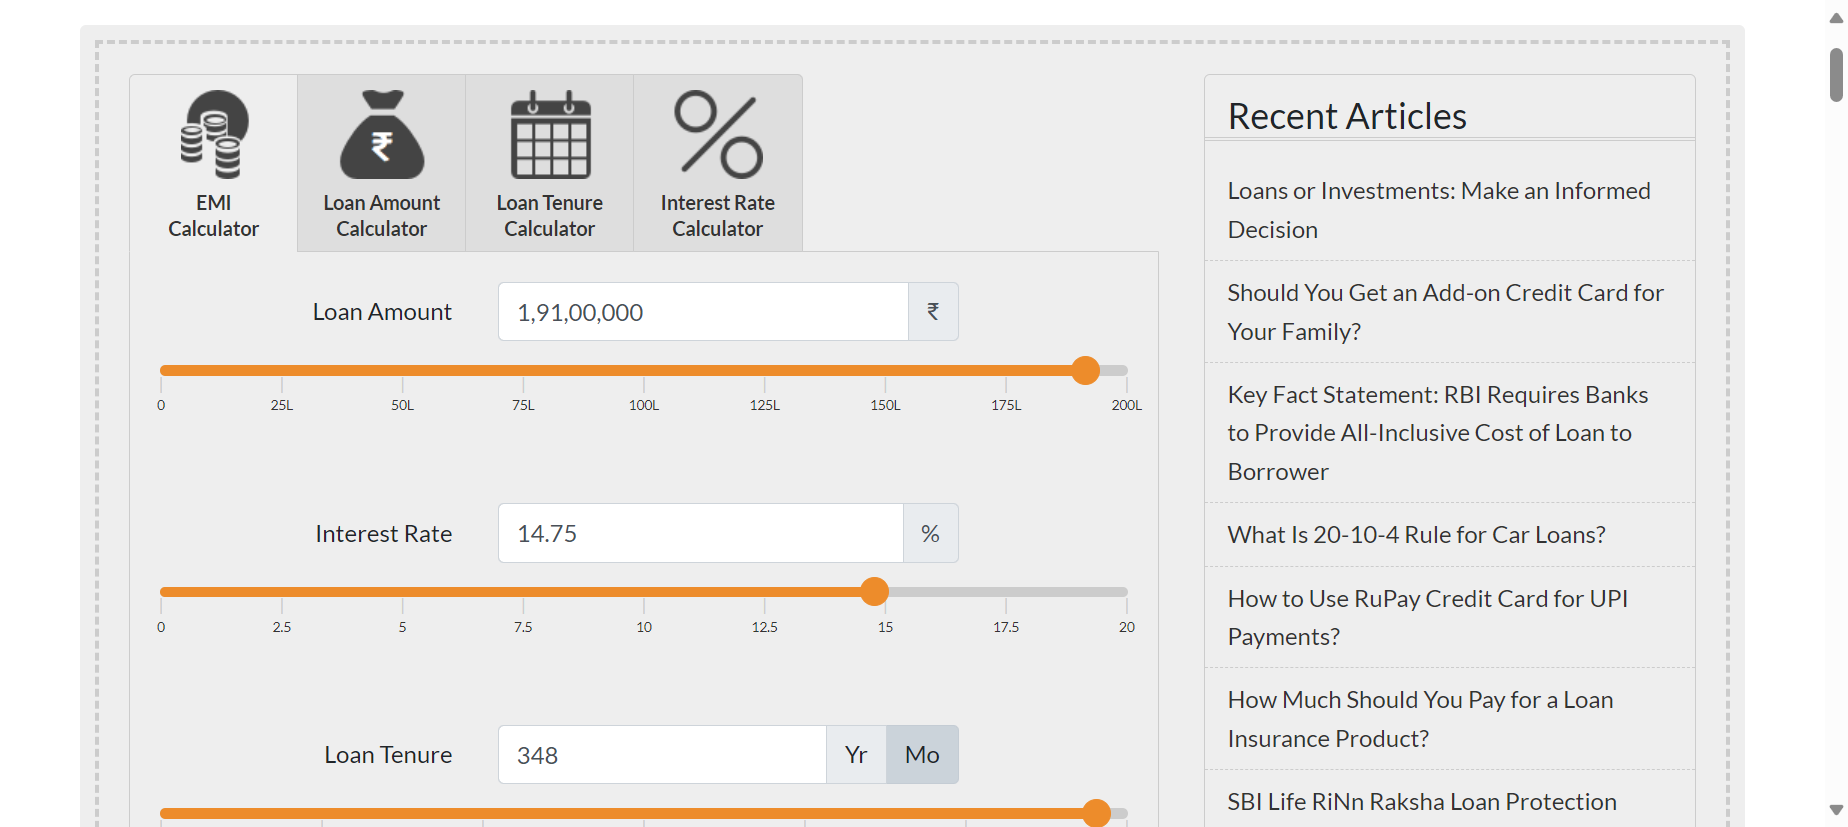 EMI
Calculator
₹
Loan Amount
Calculator
Loan Tenure
Calculator
Interest Rate
Calculator
Loan Amount
1,91,00,000
₹
0
25L
50L
75L
100L
125L
150L
175L
200L
Interest Rate
14.75
%
0
2.5
5
7.5
10
12.5
15
17.5
20
Loan Tenure
348
Yr
Mo
Recent Articles
Loans or Investments: Make an Informed
Decision
Should You Get an Add-on Credit Card for
Your Family?
Key Fact Statement: RBI Requires Banks
to Provide All-Inclusive Cost of Loan to
Borrower
What Is 20-10-4 Rule for Car Loans?
How to Use RuPay Credit Card for UPI
Payments?
How Much Should You Pay for a Loan
Insurance Product?
SBI Life RiNn Raksha Loan Protection